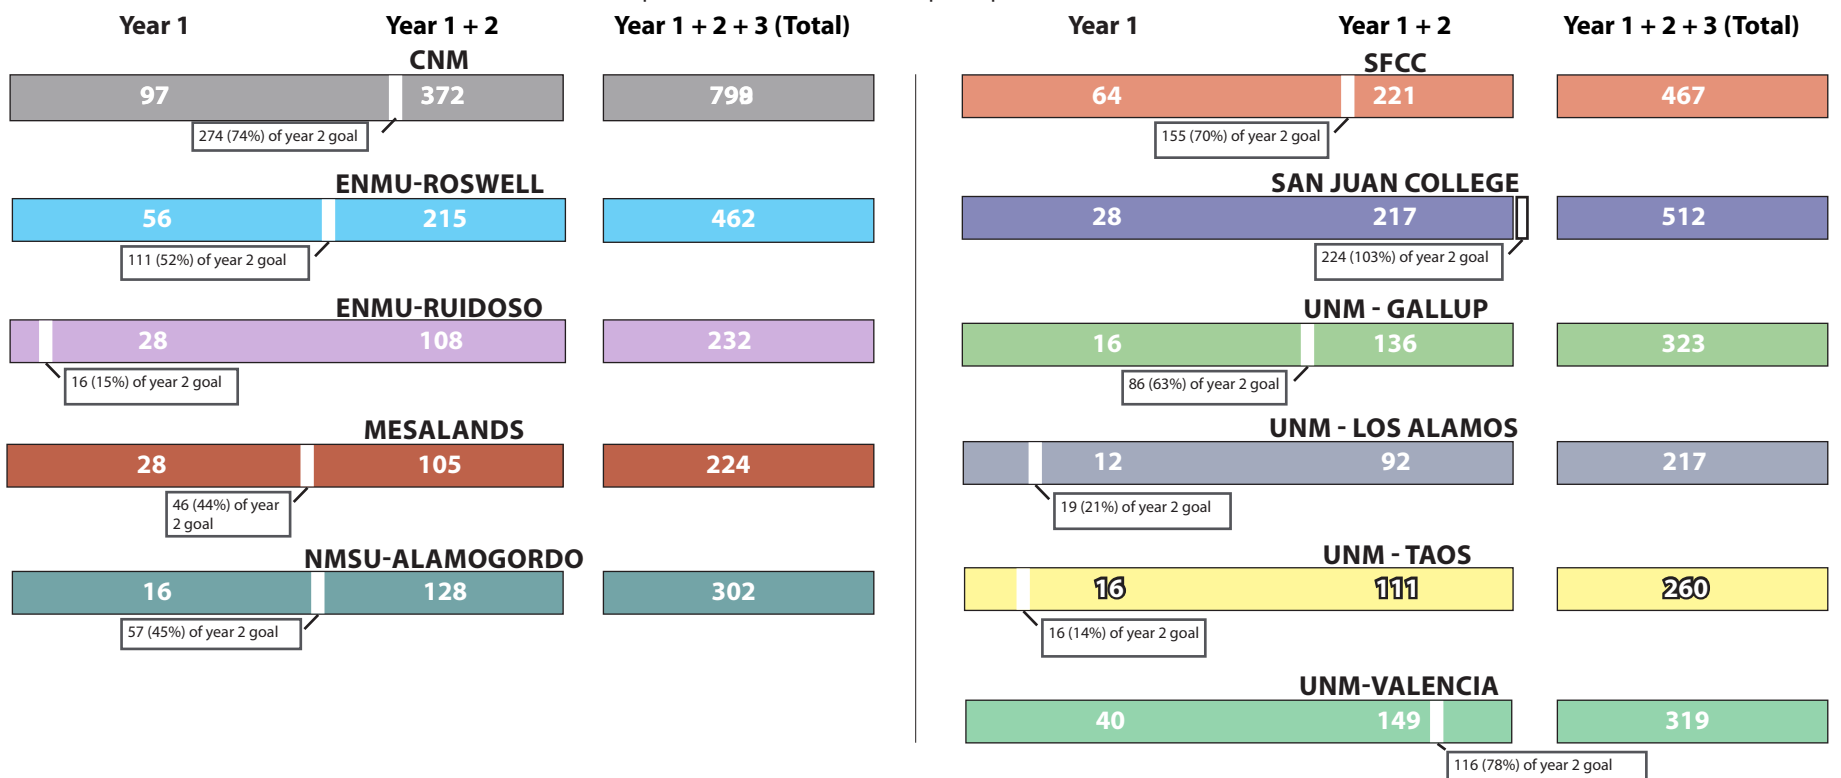 Year 1 Year 1 + 2 Year 1 + 2 + 3 (Total)
CNM
97 372 798
274 (74%) of year 2 goal
ENMU-ROSWELL
56 215 462
111 (52%) of year 2 goal
ENMU-RUIDOSO
28 108 232
16 (15%) of year 2 goal
MESALANDS
28 105 224
46 (44%) of year
2 goal
NMSU-ALAMOGORDO
16 128 302
57 (45%) of year 2 goal
Year 1 Year 1 + 2 Year 1 + 2 + 3 (Total)
SFCC
64 221 467
155 (70%) of year 2 goal
SAN JUAN COLLEGE
28 217 512
224 (103%) of year 2 goal
UNM - GALLUP
16 136 323
86 (63%) of year 2 goal
UNM - LOS ALAMOS
12 92 217
19 (21%) of year 2 goal
UNM - TAOS
16 111 260
16 (14%) of year 2 goal
UNM-VALENCIA
40 149 319
116 (78%) of year 2 goal